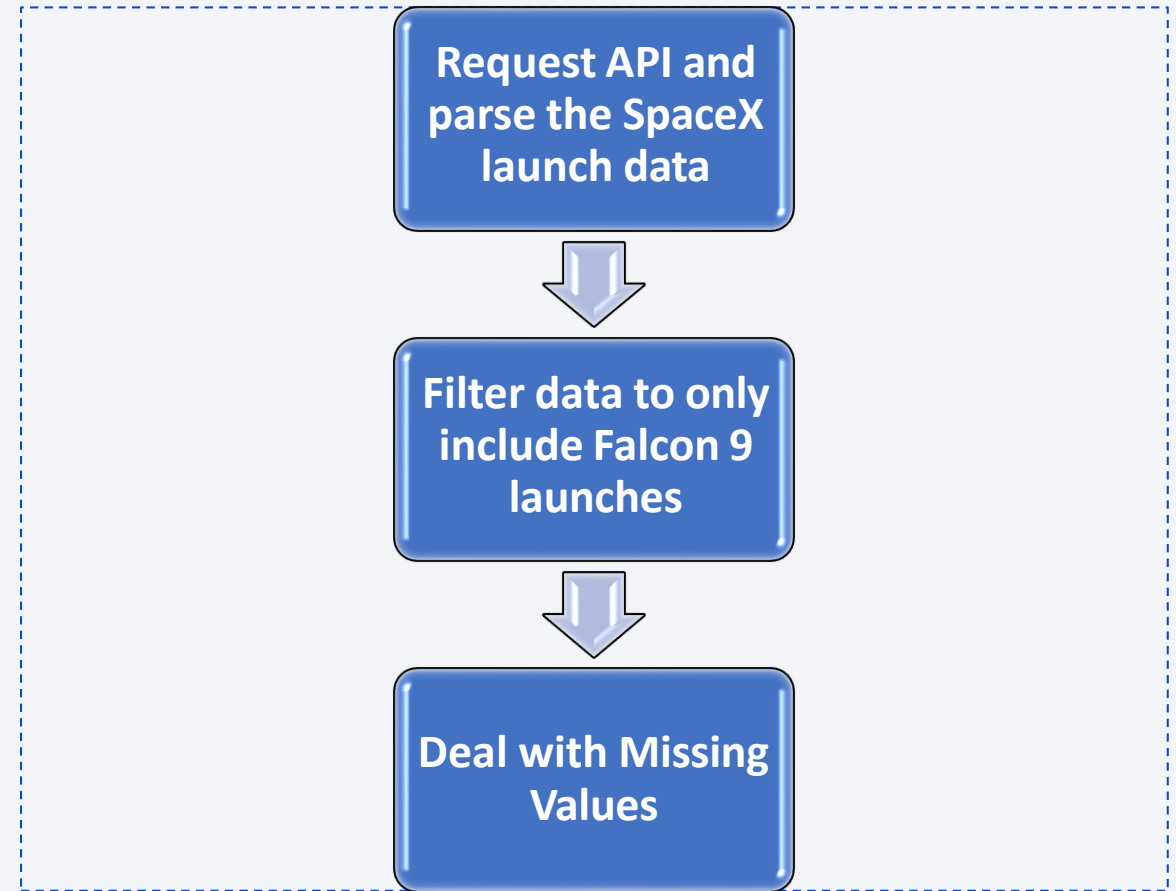 Request API and
parse the SpaceX
launch data
Filter data to only
include Falcon 9
launches
Deal with Missing
Values